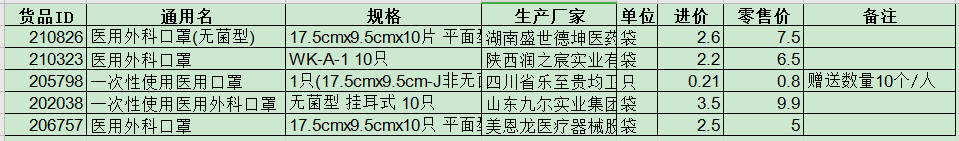 货品ID 通用名 规格 生产厂家 单位 进价 零售价 备注
210826 医用外科口罩(无菌型) 17.5cmx9.5cmx10片 平面型 湖南盛世德坤医药 袋 2.6 7.5
210323 医用外科口罩 WK-A-1 10只 陕西润之宸实业有 袋 2.2 6.5
205798 一次性使用医用口罩 1只(17.5cmx9.5cm-J非无菌 四川省乐至贵均卫 只 0.21 0.8 赠送数量10个/人
202038 一次性使用医用外科口罩 无菌型 挂耳式 10只 山东九尔实业集团 袋 3.5 9.9
206757 医用外科口罩 17.5cmx9.5cmx10只 平面型 美恩龙医疗器械股 袋 2.5 5